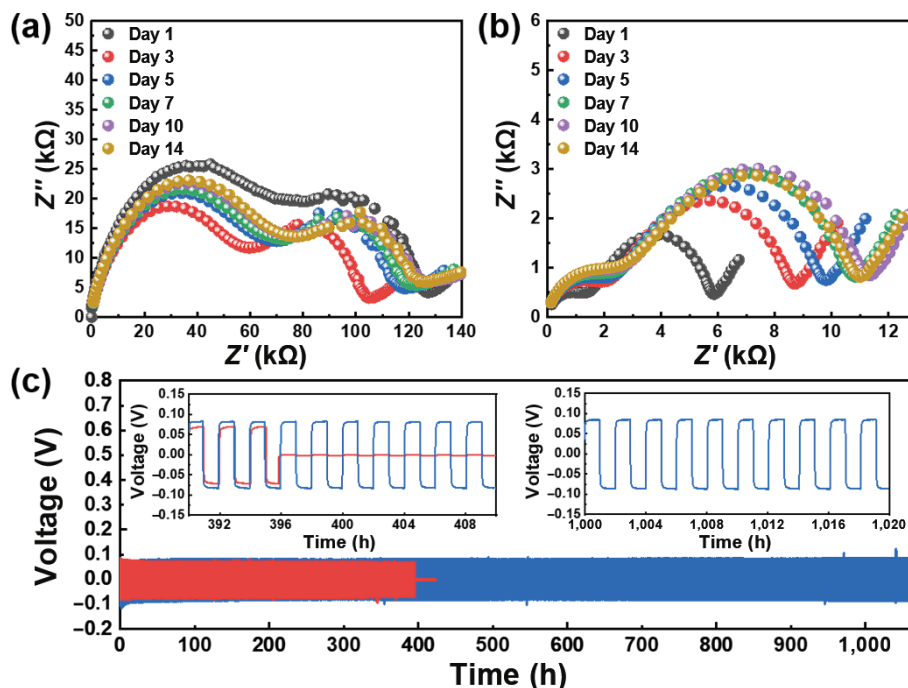 (a)
50
45
40
35
30
25
20
15
10
5
0
Z″ (kΩ)
Day 1
Day 3
Day 5
Day 7
Day 10
Day 14
0 20 40 60 80 100 120 140
Z′ (kΩ)
(b)
6
5
4
3
2
1
0
Z″ (kΩ)
Day 1
Day 3
Day 5
Day 7
Day 10
Day 14
0 2 4 6 8 10 12
Z′ (kΩ)
(c)
0.8
0.7
0.6
0.5
0.4
0.3
0.2
0.1
0.0
−0.1
−0.2
Voltage (V)
0.15
0.10
0.05
0.00
−0.05
−0.10
−0.15
Voltage (V)
392 396 400 404 408
Time (h)
0.15
0.10
0.05
0.00
−0.05
−0.10
−0.15
Voltage (V)
1,000 1,004 1,008 1,012 1,016 1,020
Time (h)
0 100 200 300 400 500 600 700 800 900 1,000
Time (h)